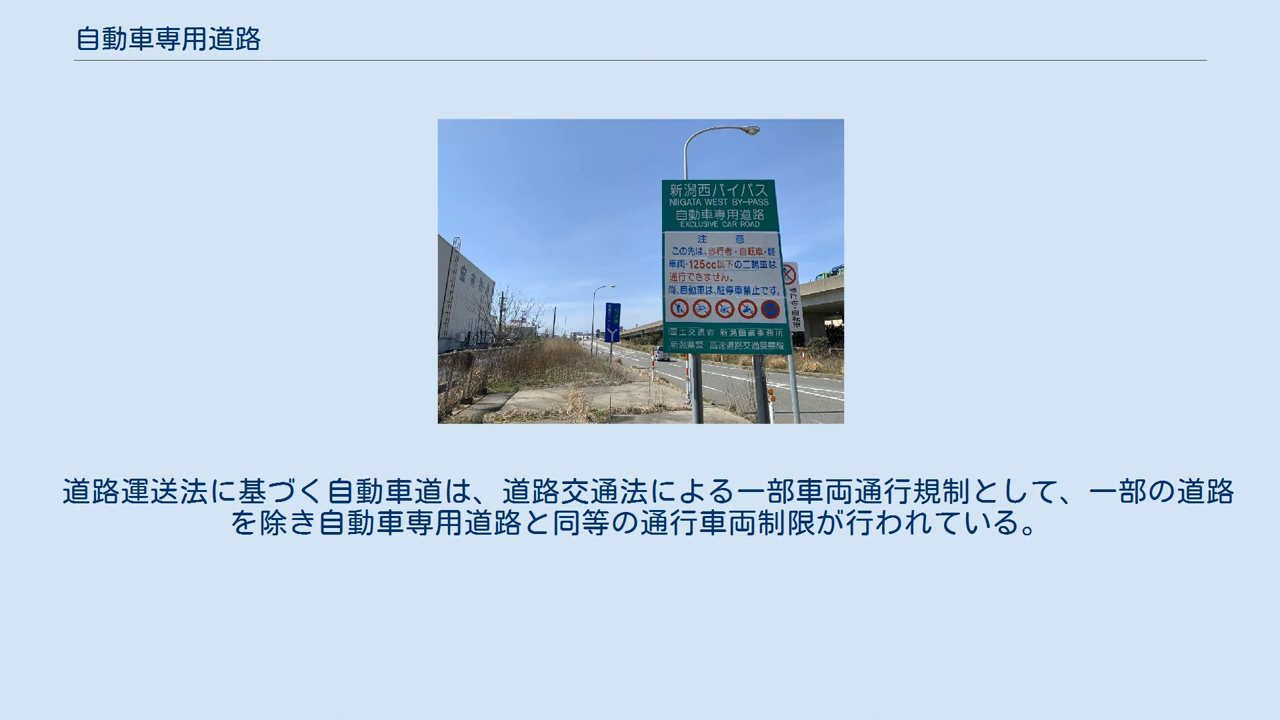 自動車専用道路
新潟西バイパス
NIIGATA WEST BY-PASS
自動車専用道路
EXCLUSIVE CAR ROAD
注 意
この先は、歩行者・自転車・軽
車両・125cc以下の二輪車は
通行できません。
尚、自動車は、駐停車禁止です。
国土交通省 新潟国道事務所
新潟県警 高速道路交通警察隊
歩行者・自転車
道路運送法に基づく自動車道は、道路交通法による一部車両通行規制として、一部の道路
を除き自動車専用道路と同等の通行車両制限が行われている。